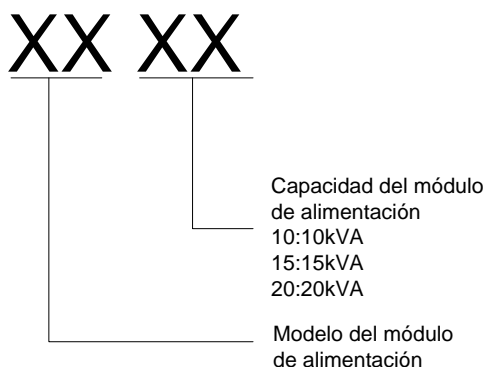 XX XX
Capacidad del módulo
de alimentación
10:10kVA
15:15kVA
20:20kVA
Modelo del módulo
de alimentación